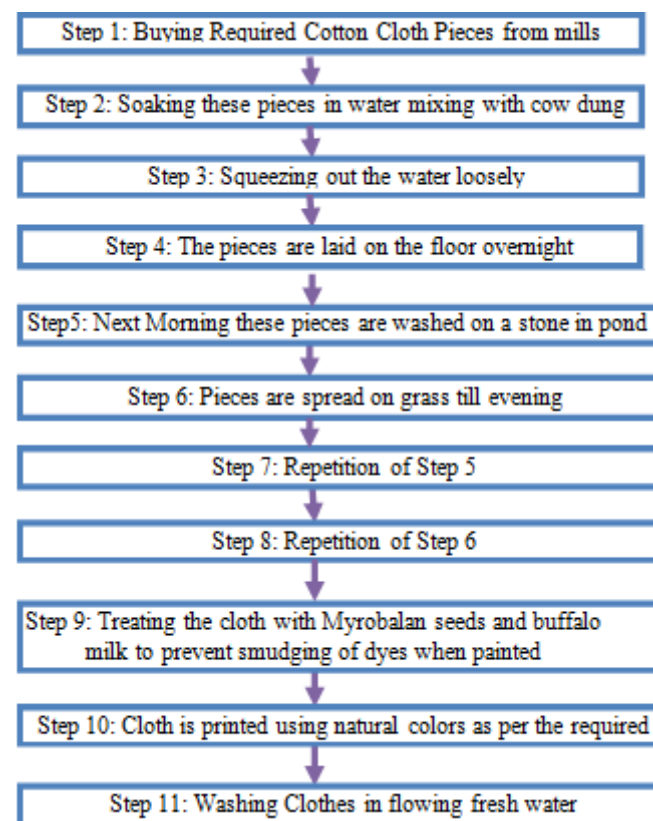 Step 1: Buying Required Cotton Cloth Pieces from mills
Step 2: Soaking these pieces in water mixing with cow dung
Step 3: Squeezing out the water loosely
Step 4: The pieces are laid on the floor overnight
Step5: Next Morning these pieces are washed on a stone in pond
Step 6: Pieces are spread on grass till evening
Step 7: Repetition of Step 5
Step 8: Repetition of Step 6
Step 9: Treating the cloth with Myrobalan seeds and buffalo
milk to prevent smudging of dyes when painted
Step 10: Cloth is printed using natural colors as per the required
Step 11: Washing Clothes in flowing fresh water